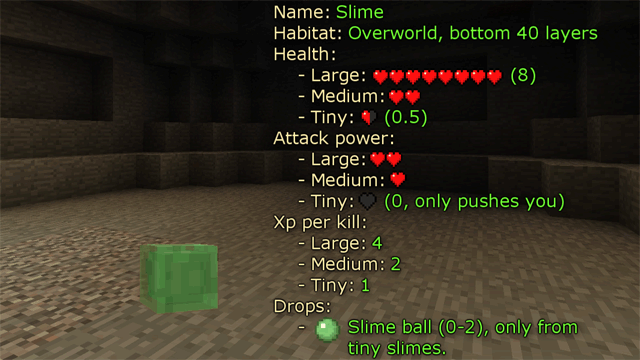 Name: Slime
Habitat: Overworld, bottom 40 layers
Health:
- Large: (8)
- Medium:
- Tiny: (0.5)
Attack power:
- Large:
- Medium:
- Tiny: (0, only pushes you)
Xp per kill:
- Large: 4
- Medium: 2
- Tiny: 1
Drops:
- Slime ball (0-2), only from
tiny slimes.